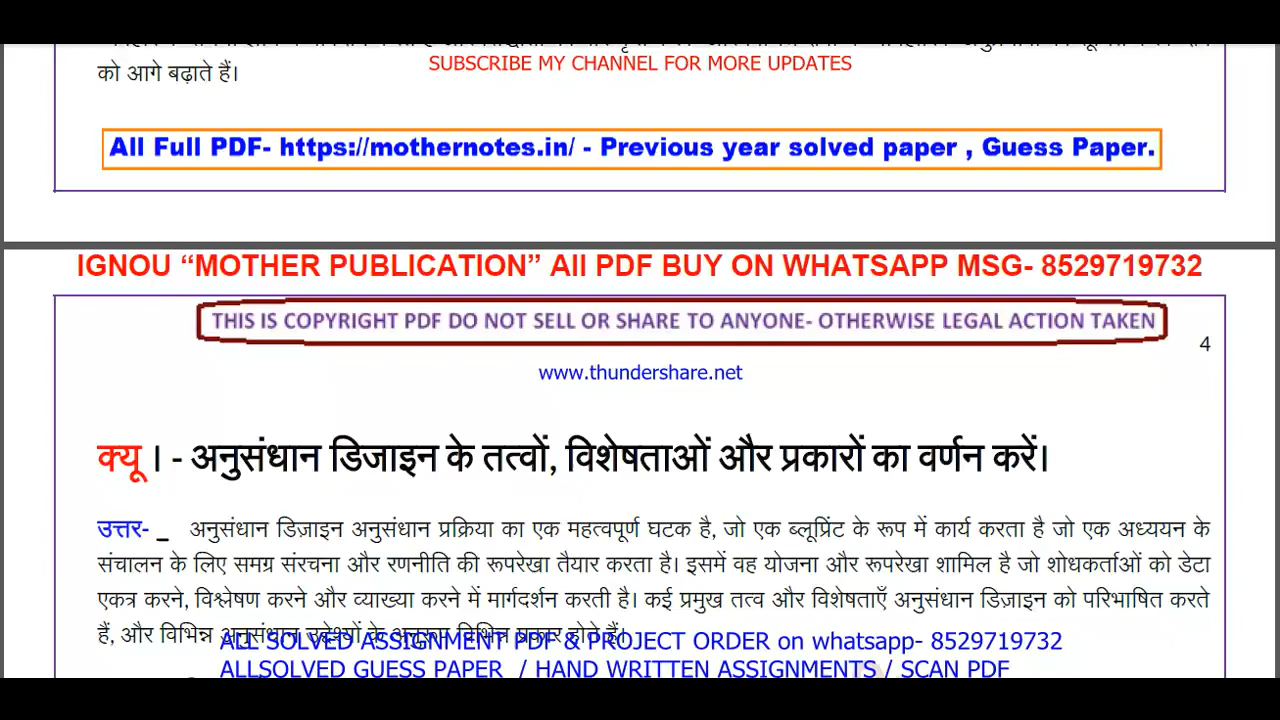 SUBSCRIBE MY CHANNEL FOR MORE UPDATES
को आगे बढ़ाते हैं।
All Full PDF- https://mothernotes.in/ - Previous year solved paper , Guess Paper.
IGNOU “MOTHER PUBLICATION” All PDF BUY ON WHATSAPP MSG- 8529719732
THIS IS COPYRIGHT PDF DO NOT SELL OR SHARE TO ANYONE- OTHERWISE LEGAL ACTION TAKEN
4
www.thundershare.net
क्यू । - अनुसंधान डिजाइन के तत्वों, विशेषताओं और प्रकारों का वर्णन करें।
उत्तर- _ अनुसंधान डिज़ाइन अनुसंधान प्रक्रिया का एक महत्वपूर्ण घटक है, जो एक ब्लूप्रिंट के रूप में कार्य करता है जो एक अध्ययन के
संचालन के लिए समग्र संरचना और रणनीति की रूपरेखा तैयार करता है। इसमें वह योजना और रूपरेखा शामिल है जो शोधकर्ताओं को डेटा
एकत्र करने, विश्लेषण करने और व्याख्या करने में मार्गदर्शन करती है। कई प्रमुख तत्व और विशेषताएँ अनुसंधान डिज़ाइन को परिभाषित करते
हैं, और विभिन्न अनुसंधान उद्देश्यों के अनुरूप विभिन्न प्रकार होते हैं।
ALL SOLVED ASSIGNMENT PDF & PROJECT ORDER on whatsapp- 8529719732
ALLSOLVED GUESS PAPER / HAND WRITTEN ASSIGNMENTS / SCAN PDF